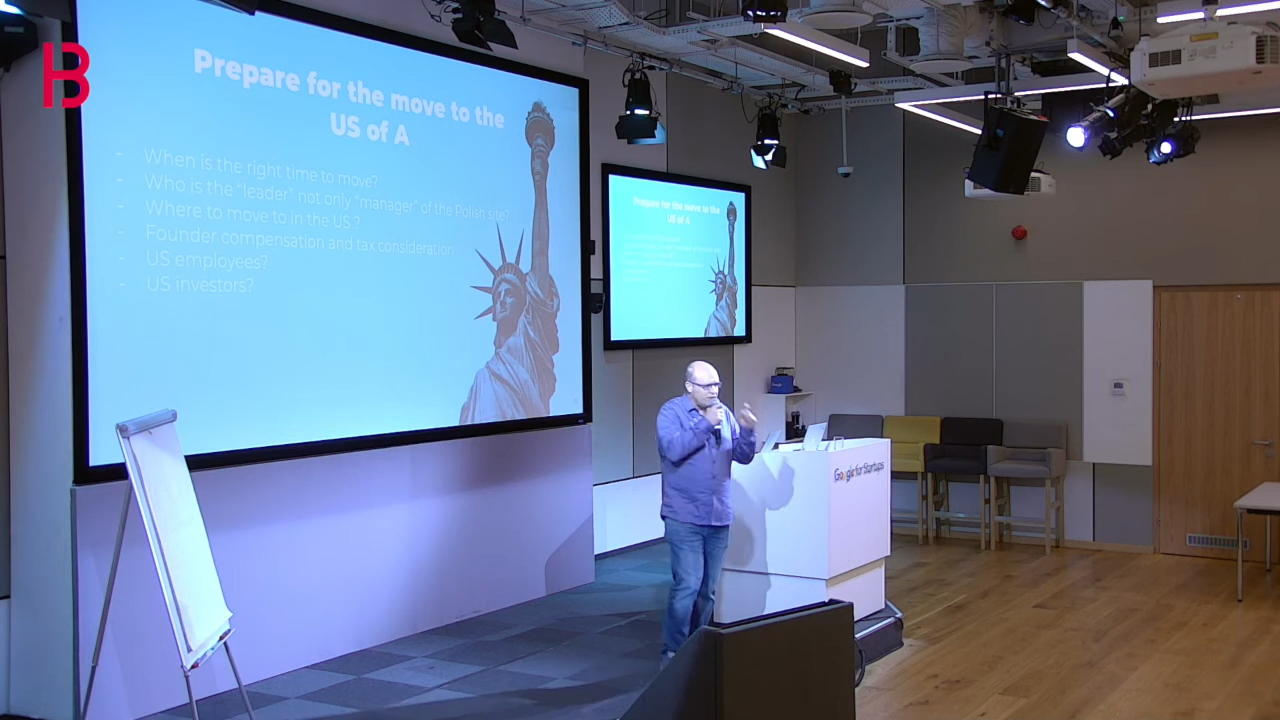 HB
Prepare for the move to the
US of A
- When is the right time to move?
- Who is the "leader" not only "manager" of the Polish site?
- Where to move to in the US ?
- Founder compensation and tax consideration
- US employees?
- US investors?
Prepare for the move to the
US of A
Google for Startups